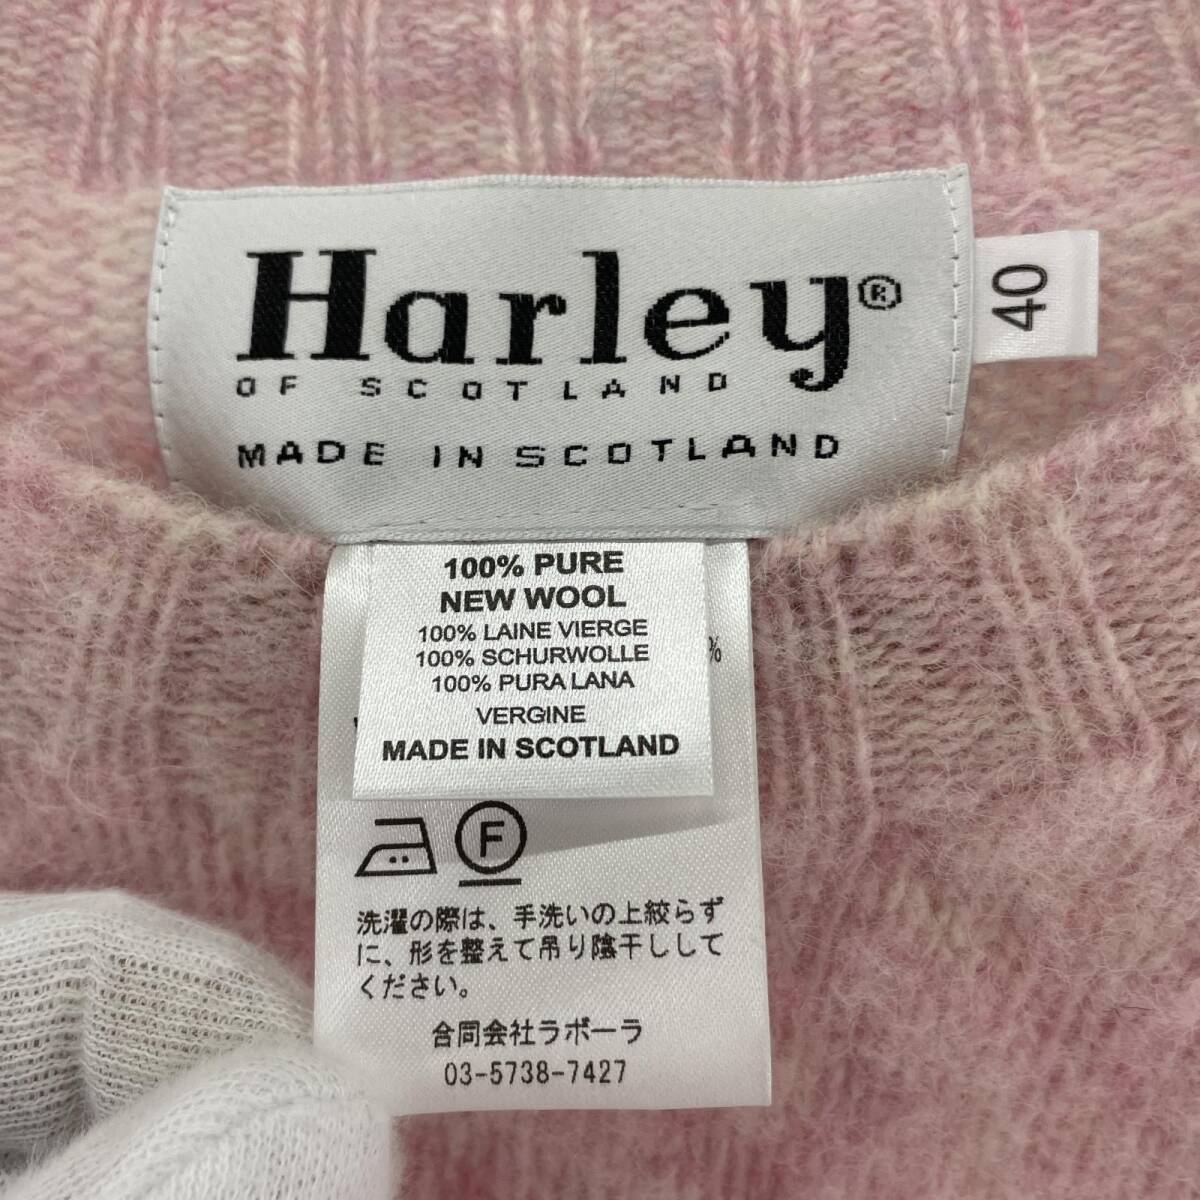 Harley®
OF SCOTLAND
MADE IN SCOTLAND
40
100% PURE
NEW WOOL
100% LAINE VIERGE
100% SCHURWOLLE
100% PURA LANA
VERGINE
MADE IN SCOTLAND
%
F
洗濯の際は、手洗いの上絞らず
に、形を整えて吊り陰干しして
ください。
合同会社ラボーラ
03-5738-7427